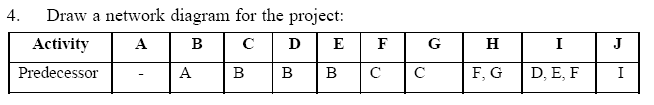 4. Draw a network diagram for the project:
Activity A B C D E F G H I J
Predecessor - A B B B C C F, G D, E, F I